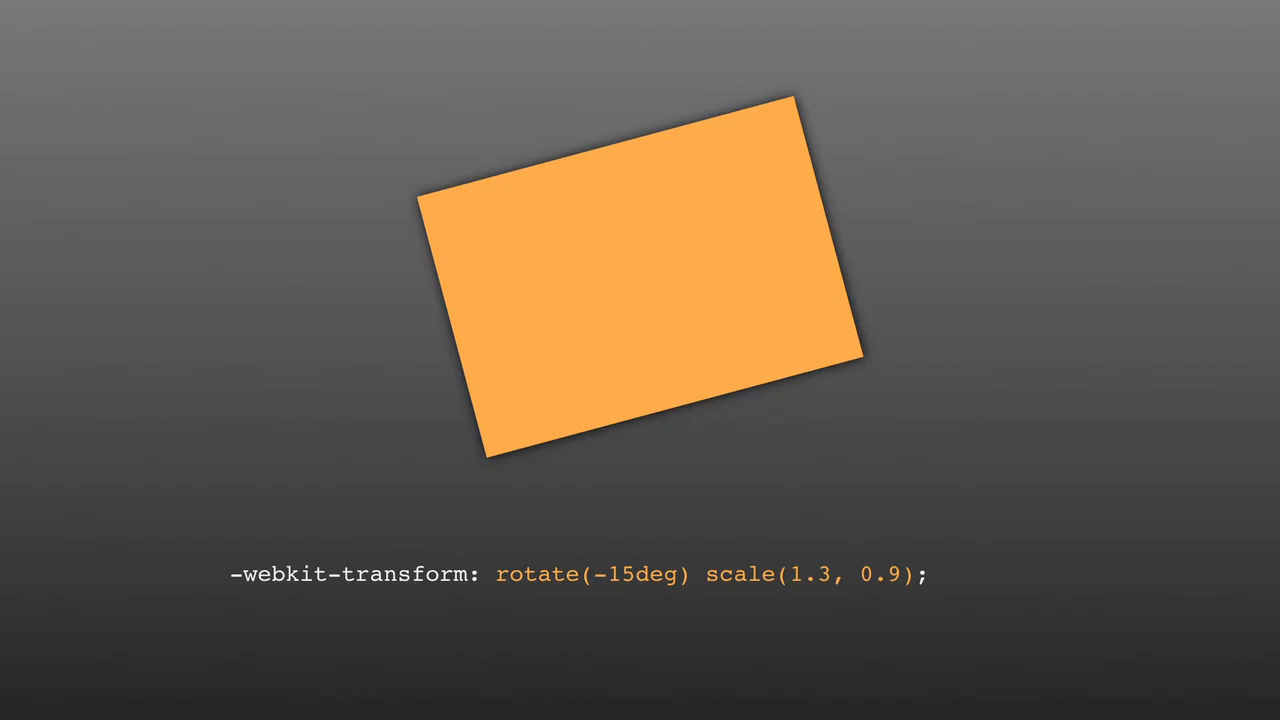 -webkit-transform: rotate(-15deg) scale(1.3, 0.9);